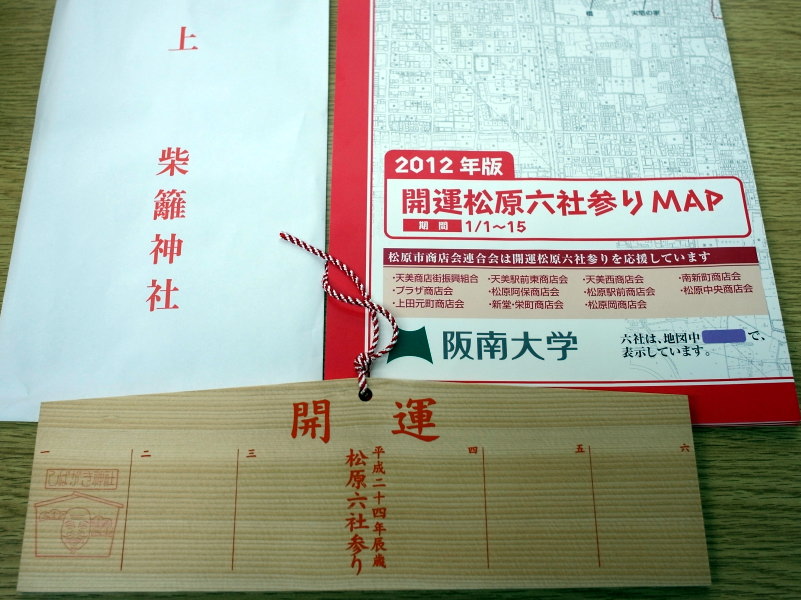 上
柴籬神社
2012年版
開運松原六社参りMAP
期間 1/1〜15
松原市商店会連合会は開運松原六社参りを応援しています
・天美商店街振興組合 ・天美駅前東商店会 ・天美西商店会 ・南新町商店会
・プラザ商店会 ・松原阿保商店会 ・松原駅前商店会 ・松原中央商店会
・上田元町商店会 ・新堂・栄町商店会 ・松原岡商店会
阪南大学
六社は、地図中 で、
表示しています。
開運
一 二 三 四 五 六
平成二十四年辰歳
松原六社参り